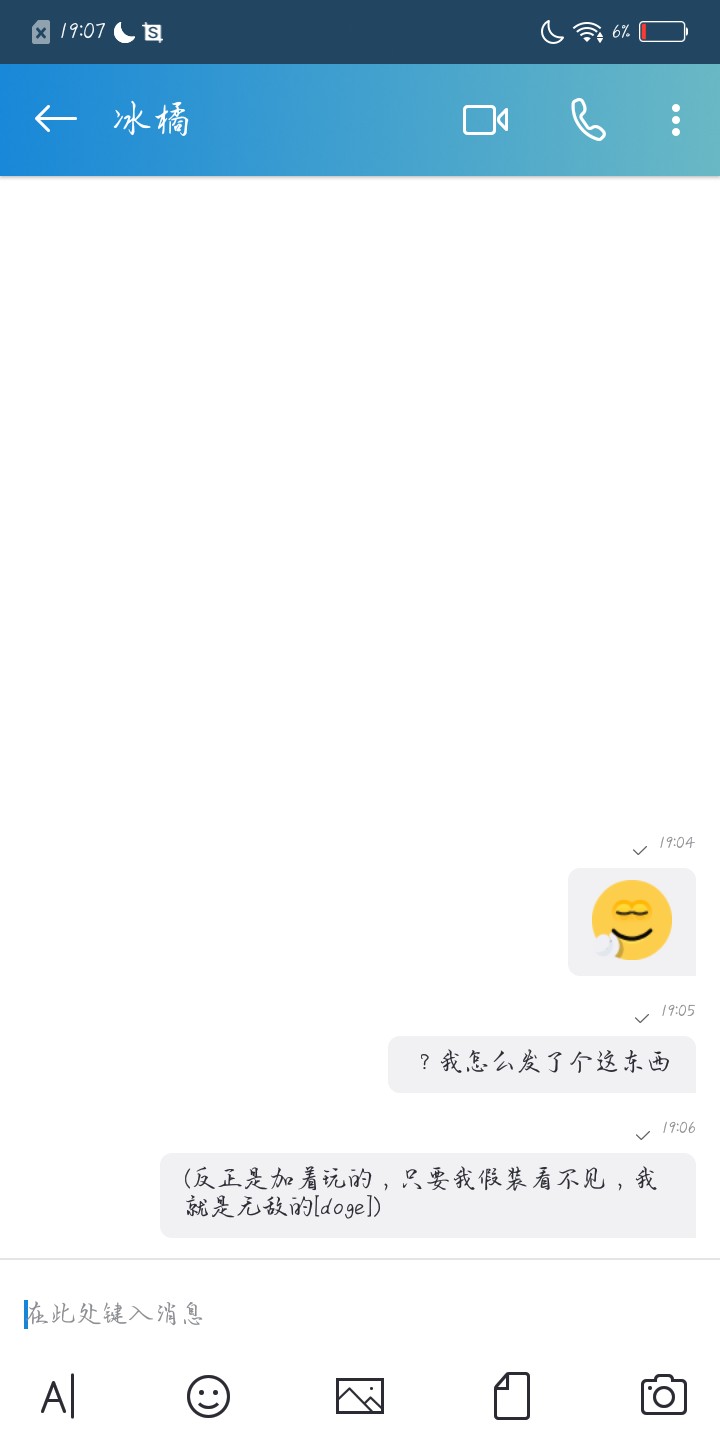 19:07
6%
冰橘
19:04
19:05
？我怎么发了个这东西
19:06
(反正是加着玩的，只要我假装看不见，我
就是无敌的[doge])
在此处键入消息
A